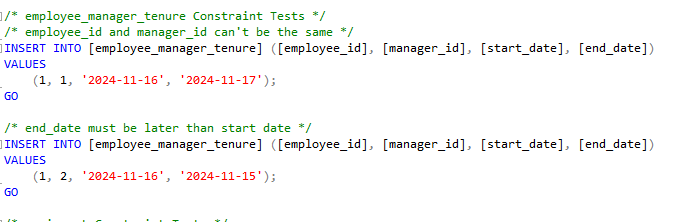 /* employee_manager_tenure Constraint Tests */
/* employee_id and manager_id can't be the same */
INSERT INTO [employee_manager_tenure] ([employee_id], [manager_id], [start_date], [end_date])
VALUES
(1, 1, '2024-11-16', '2024-11-17');
GO
/* end_date must be later than start date */
INSERT INTO [employee_manager_tenure] ([employee_id], [manager_id], [start_date], [end_date])
VALUES
(1, 2, '2024-11-16', '2024-11-15');
GO